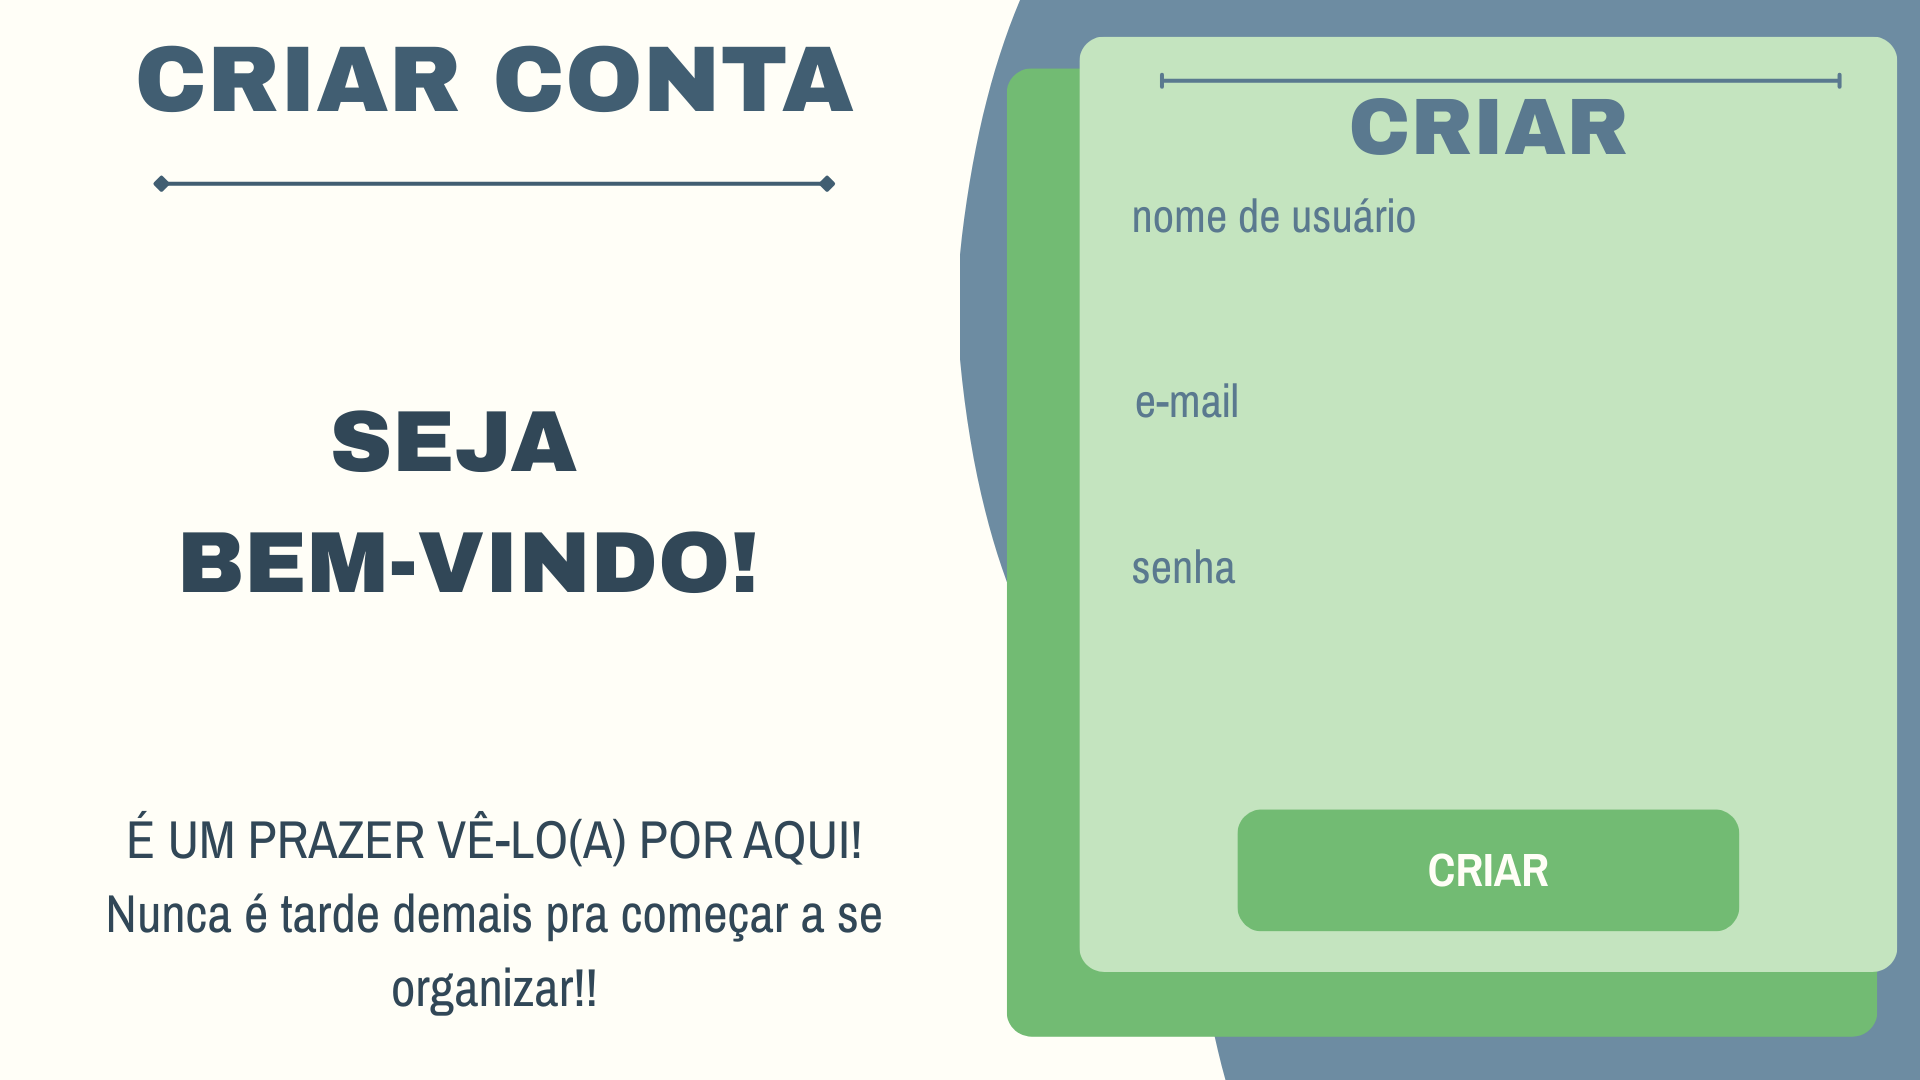 CRIAR CONTA
SEJA
BEM-VINDO!
É UM PRAZER VÊ-LO(A) POR AQUI!
Nunca é tarde demais pra começar a se
organizar!!
CRIAR
nome de usuário
e-mail
senha
CRIAR